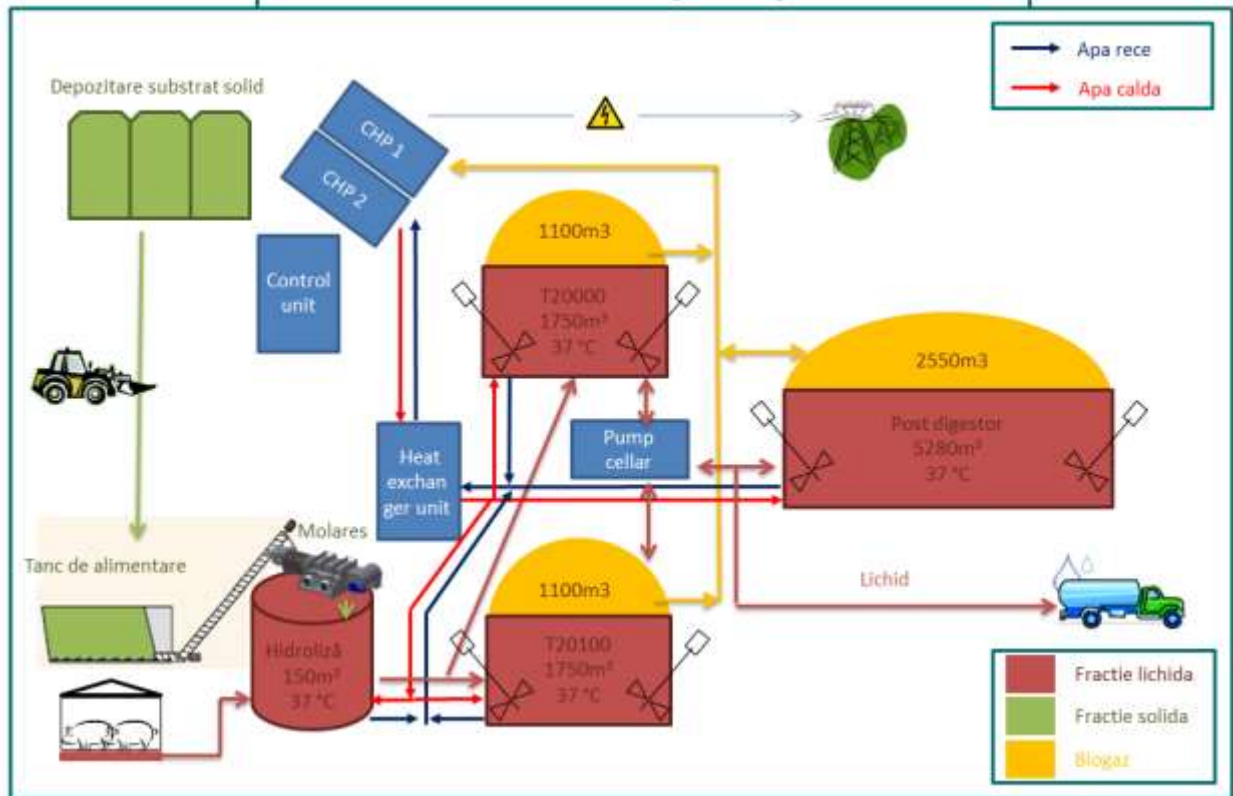 Apa rece
Apa calda
Depozitare substrat solid
CHP 1
CHP 2
1100m3
Control
unit
T20000
1750m³
37 °C
2550m3
Post digestor
5280m³
37 °C
Pump
cellar
Heat
exchan
ger unit
Molares
Tanc de alimentare
1100m3
Lichid
Hidroliză
150m³
37 °C
T20100
1750m³
37 °C
Fractie lichida
Fractie solida
Biogaz